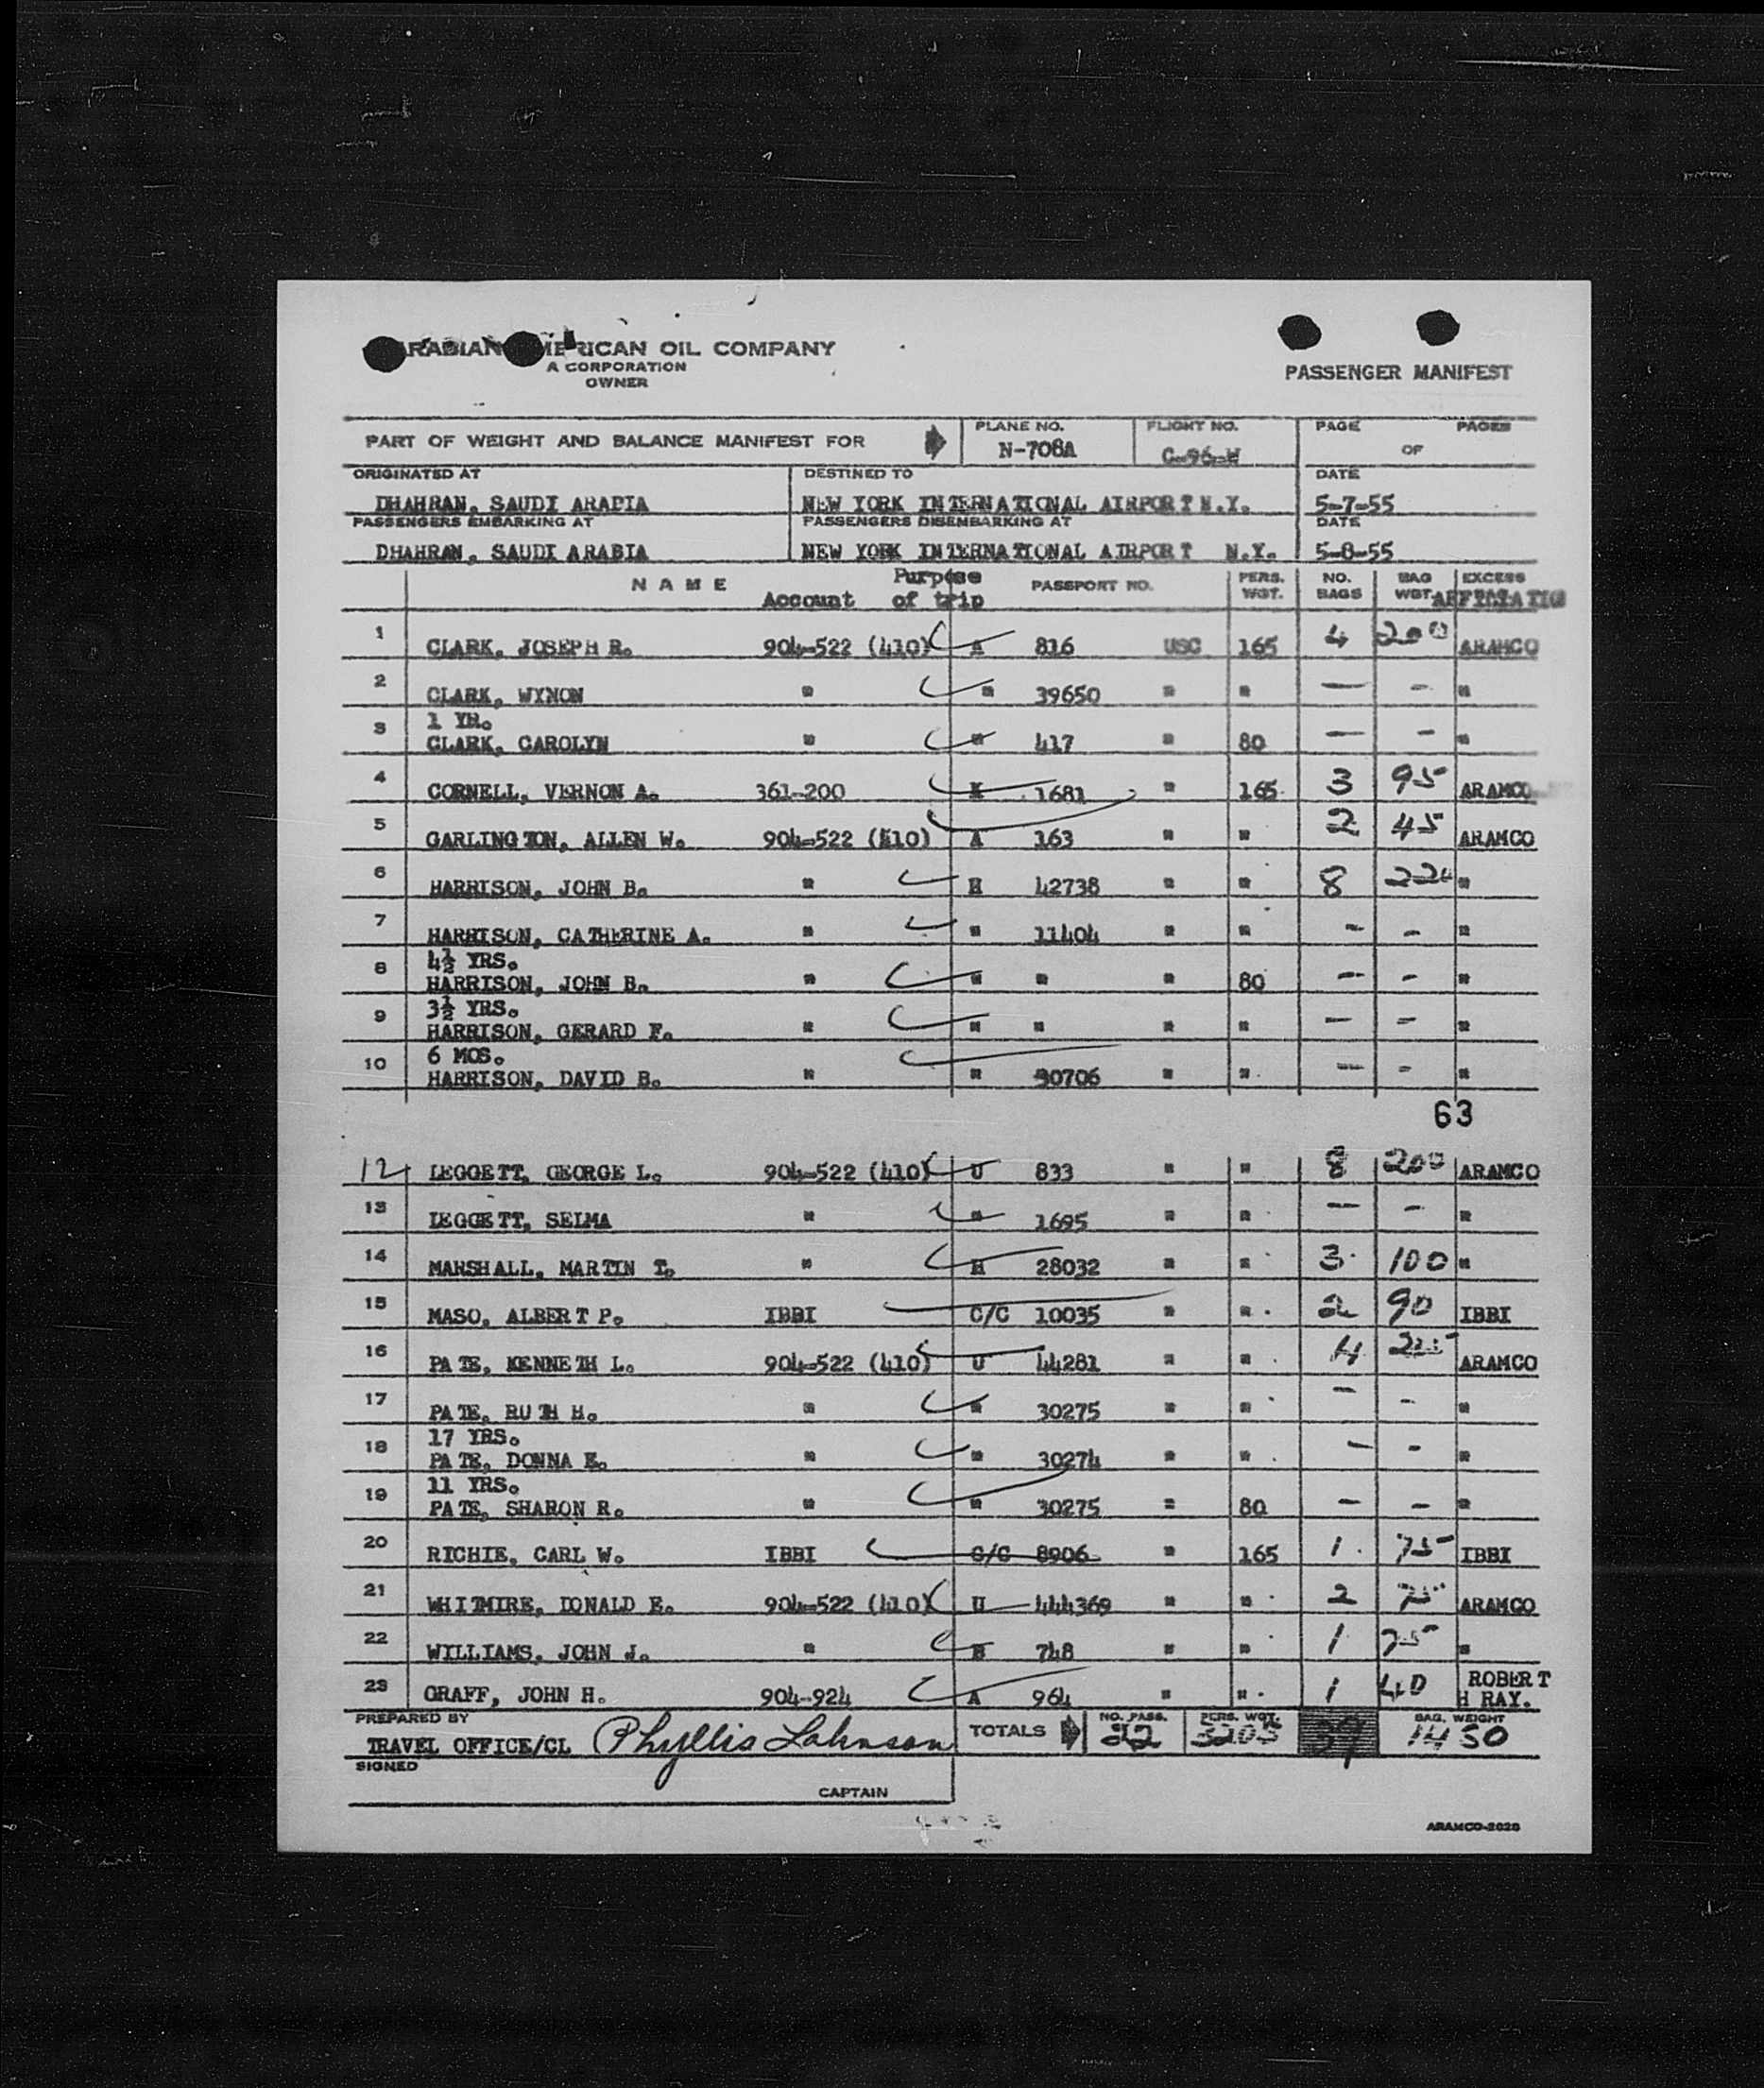 ARABIAN AMERICAN OIL COMPANY
A CORPORATION
OWNER
PASSENGER MANIFEST
PART OF WEIGHT AND BALANCE MANIFEST FOR PLANE NO. N-708A FLIGHT NO. C-96-W PAGE OF PAGES
ORIGINATED AT DESTINED TO DATE
DHAHRAN, SAUDI ARABIA NEW YORK INTERNATIONAL AIRPORT N.Y. 5-7-55
PASSENGERS EMBARKING AT PASSENGERS DISEMBARKING AT DATE
DHAHRAN, SAUDI ARABIA NEW YORK INTERNATIONAL AIRPORT N.Y. 5-8-55
NAME Account Purpose of trip PASSPORT NO. PERS. WGT. NO. BAGS BAG WGT. EXCESS AFFILIATIO
1 CLARK, JOSEPH R. 904-522 (410) A 816 USC 165 4 200 ARAMCO
2 CLARK, WYNON " " 39650 " " — - "
1 YR.
3 CLARK, CAROLYN " " 417 " 80 — - "
4 CORNELL, VERNON A. 361-200 K 1681 " 165 3 95 ARAMCO
5 GARLINGTON, ALLEN W. 904-522 (410) A 163 " " 2 45 ARAMCO
6 HARRISON, JOHN B. " H 42738 " " 8 "
7 HARRISON, CATHERINE A. " " 11404 " " - - "
4½ YRS.
8 HARRISON, JOHN B. " " " " 80 - - "
3½ YRS.
9 HARRISON, GERARD F. " " " " " - - "
6 MOS.
10 HARRISON, DAVID B. " " 30706 " " - - "
63
12 LEGGETT, GEORGE L. 904-522 (410) U 833 " " 8 200 ARAMCO
13 LEGGETT, SELMA " " 1695 " " - - "
14 MARSHALL, MARTIN T. " H 28032 " " 3 100 "
15 MASO, ALBERT P. IBBI C/C 10035 " " 2 90 IBBI
16 PATE, KENNETH L. 904-522 (410) U 44281 " " 4 ARAMCO
17 PATE, RUTH H. " " 30275 " " - - "
17 YRS.
18 PATE, DONNA E. " " 30274 " " - - "
11 YRS.
19 PATE, SHARON R. " " 30275 " 80 - - "
20 RICHIE, CARL W. IBBI C/C 8906 " 165 1 75 IBBI
21 WHITMIRE, DONALD E. 904-522 (410) U 444369 " " 2 75 ARAMCO
22 WILLIAMS, JOHN J. " B 748 " " 1 75 "
23 GRAFF, JOHN H. 904-924 A 964 " " 1 40 ROBERT H RAY.
PREPARED BY TOTALS NO. PASS. PERS. WGT. BAG. WEIGHT
TRAVEL OFFICE/CL Phyllis Johnson 22 3205 39 1450
SIGNED
CAPTAIN
ARAMCO-2028